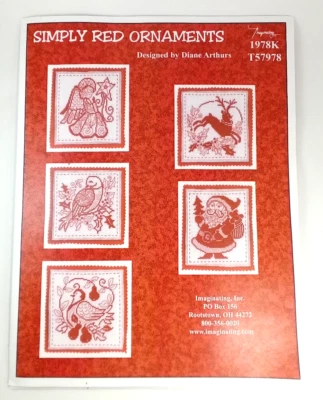 SIMPLY RED ORNAMENTS
Designed by Diane Arthurs
Imaginating
1978K
T57978
Imaginating, Inc
PO Box 156
Rootstown, OH 44272
800-356-0020
www.imaginating.com